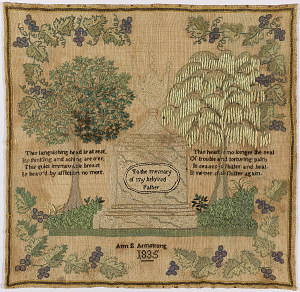 This languishing head is at rest,
Its thinking and aching are o'er,
This quiet immoveable breast
Is heav'd by affliction no more.
This heart is no longer the seat
Of trouble and torturing pain,
It ceases to flutter and beat,
It never shall flutter again.
To the memory
of my beloved
Father
Ann E Armstrong
1835